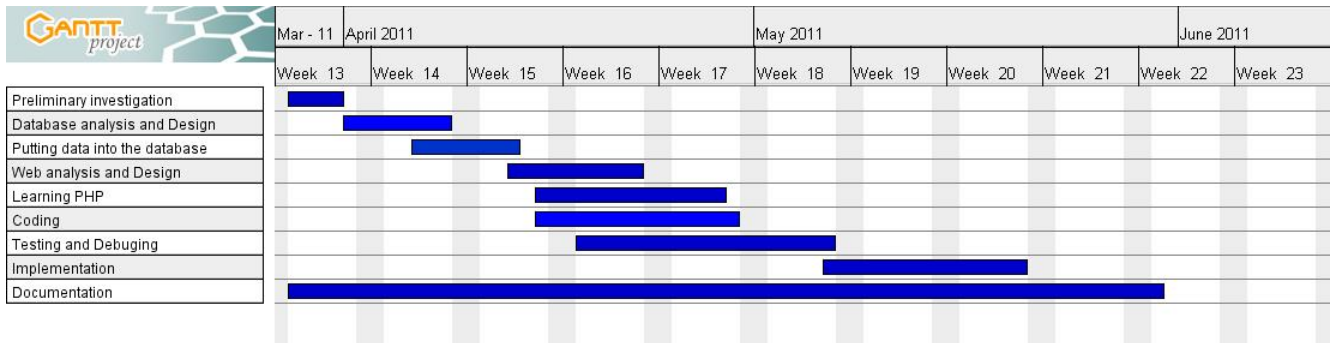 GANTT
project
Mar - 11 April 2011 May 2011 June 2011
Week 13 Week 14 Week 15 Week 16 Week 17 Week 18 Week 19 Week 20 Week 21 Week 22 Week 23
Preliminary investigation
Database analysis and Design
Putting data into the database
Web analysis and Design
Learning PHP
Coding
Testing and Debuging
Implementation
Documentation